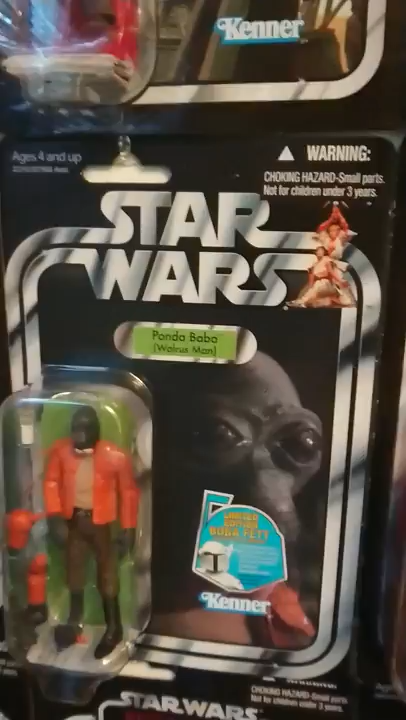 Kenner
Ages 4 and up
WARNING:
CHOKING HAZARD-Small parts.
Not for children under 3 years.
STAR
WARS
Ponda Baba
(Walrus Man)
LIMITED
EDITION
BOBA FETT
Kenner
WARNING:
CHOKING HAZARD-Small parts.
Not for children under 3 years.
STAR WARS